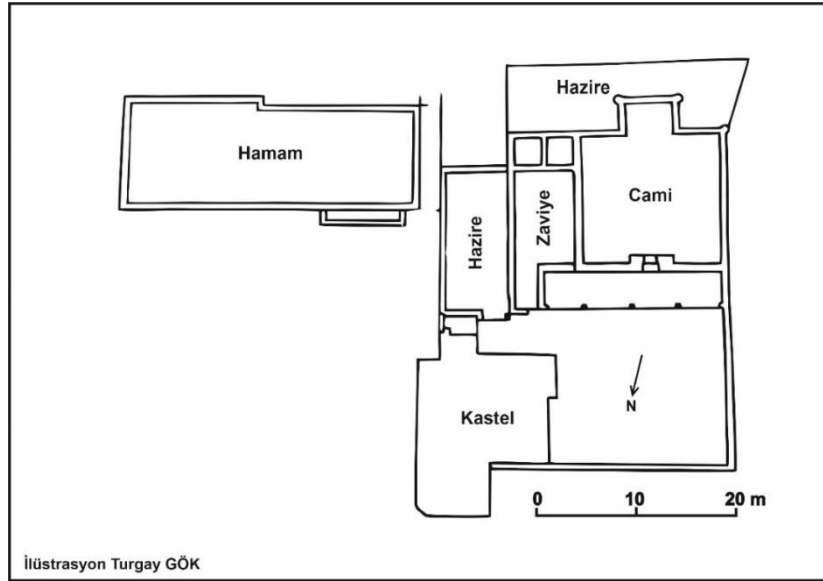 Hazire
Hamam
Cami
Zaviye
Hazire
N
Kastel
0 10 20 m
İlüstrasyon Turgay GÖK